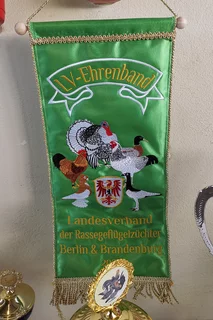 LV-Ehrenband
Landesverband
der Rassegeflügelzüchter
Berlin & Brandenburg